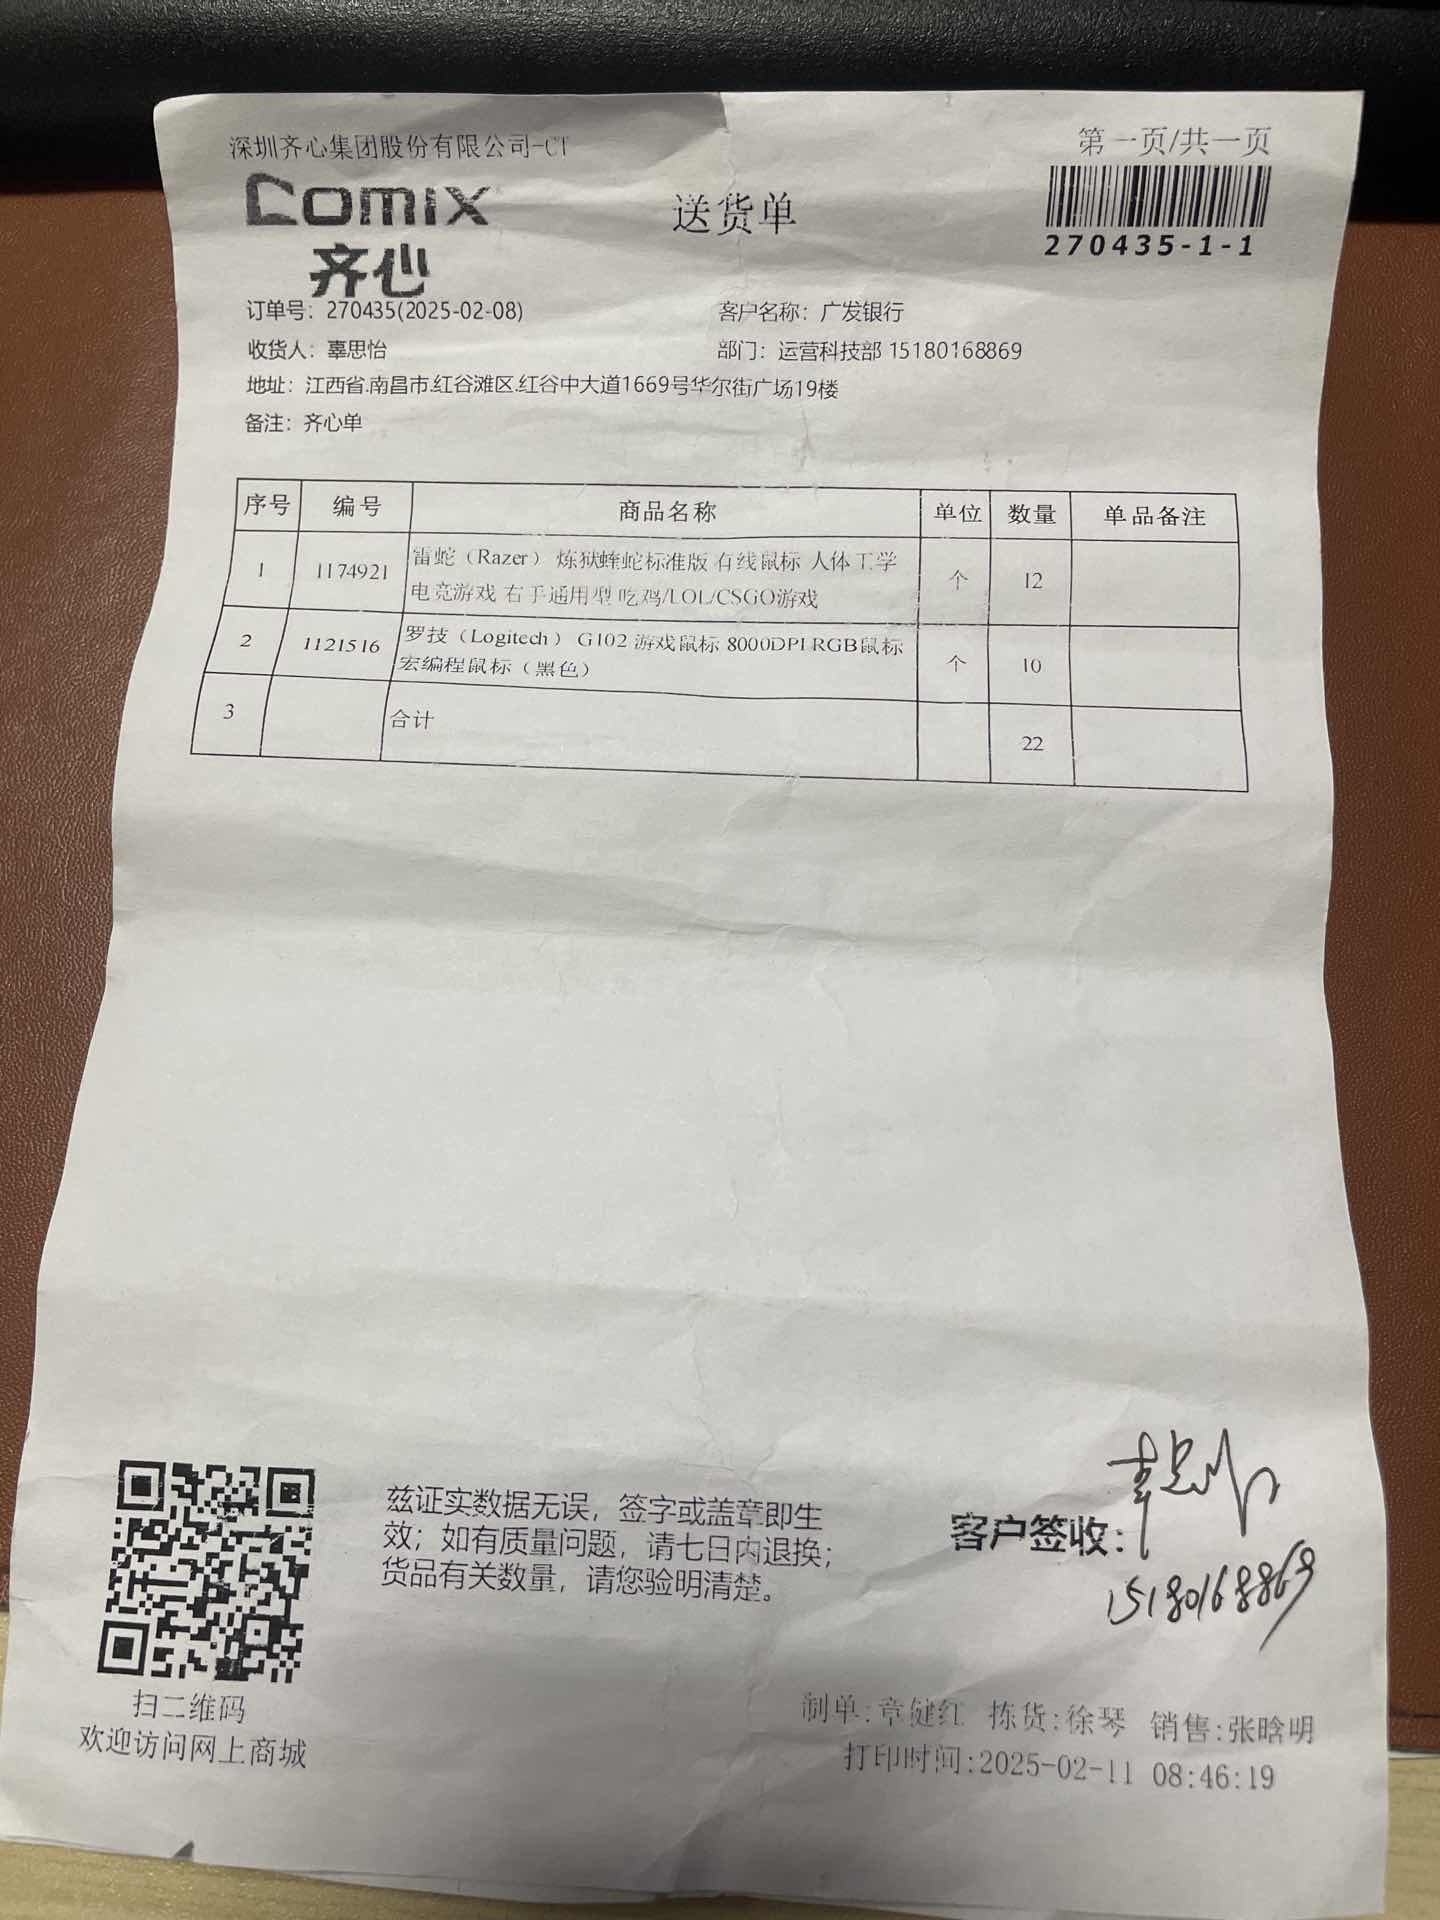 深圳齐心集团股份有限公司-CT
第一页/共一页
comix
齐心
送货单
270435-1-1
订单号：270435(2025-02-08)
客户名称：广发银行
收货人：辜思怡
部门：运营科技部 15180168869
地址：江西省.南昌市.红谷滩区.红谷中大道1669号华尔街广场19楼
备注：齐心单
序号 编号 商品名称 单位 数量 单品备注
1 1174921 雷蛇（Razer） 炼狱蝰蛇标准版 有线鼠标 人体工学
电竞游戏 右手通用型 吃鸡/LOL/CSGO游戏 个 12
2 1121516 罗技（Logitech） G102 游戏鼠标 8000DPI RGB鼠标
宏编程鼠标（黑色） 个 10
3 合计 22
兹证实数据无误，签字或盖章即生
效；如有质量问题，请七日内退换；
货品有关数量，请您验明清楚。
客户签收：
15180168869
扫二维码
欢迎访问网上商城
制单:章健红 拣货:徐琴 销售:张晗明
打印时间:2025-02-11 08:46:19